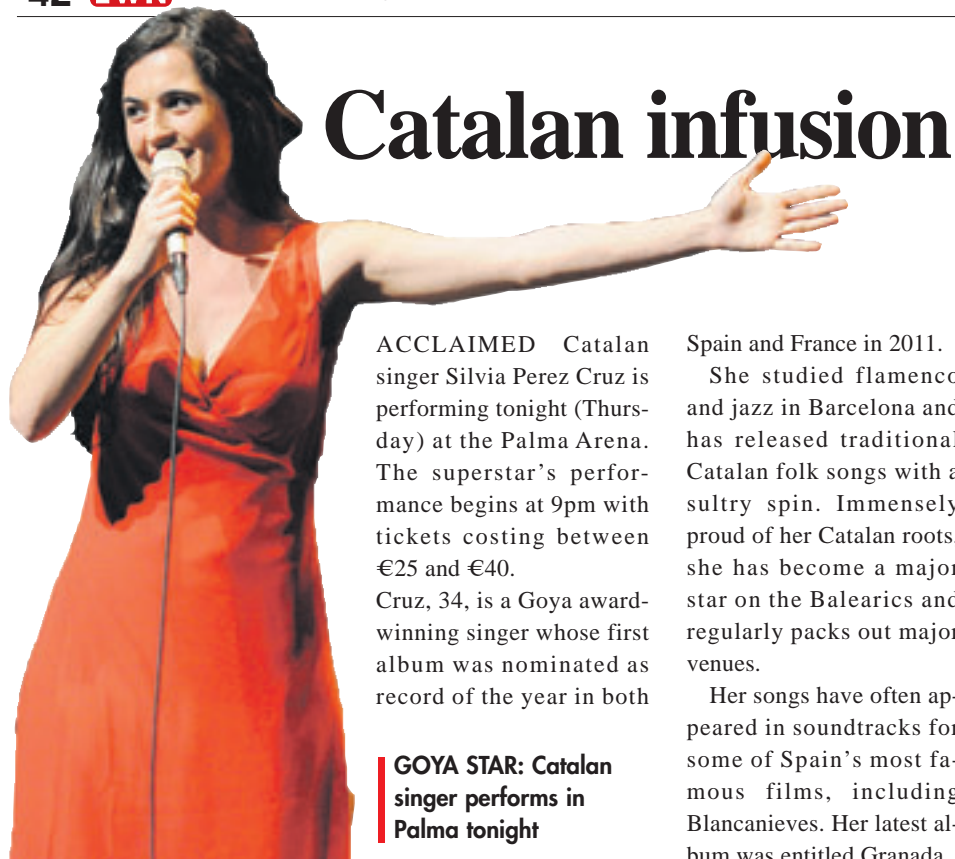 Catalan infusion
ACCLAIMED Catalan
singer Silvia Perez Cruz is
performing tonight (Thurs-
day) at the Palma Arena.
The superstar's perfor-
mance begins at 9pm with
tickets costing between
€25 and €40.
Cruz, 34, is a Goya award-
winning singer whose first
album was nominated as
record of the year in both
GOYA STAR: Catalan
singer performs in
Palma tonight
Spain and France in 2011.
She studied flamenco
and jazz in Barcelona and
has released traditional
Catalan folk songs with a
sultry spin. Immensely
proud of her Catalan roots,
she has become a major
star on the Balearics and
regularly packs out major
venues.
Her songs have often ap-
peared in soundtracks for
some of Spain's most fa-
mous films, including
Blancanieves. Her latest al-
bum was entitled Granada